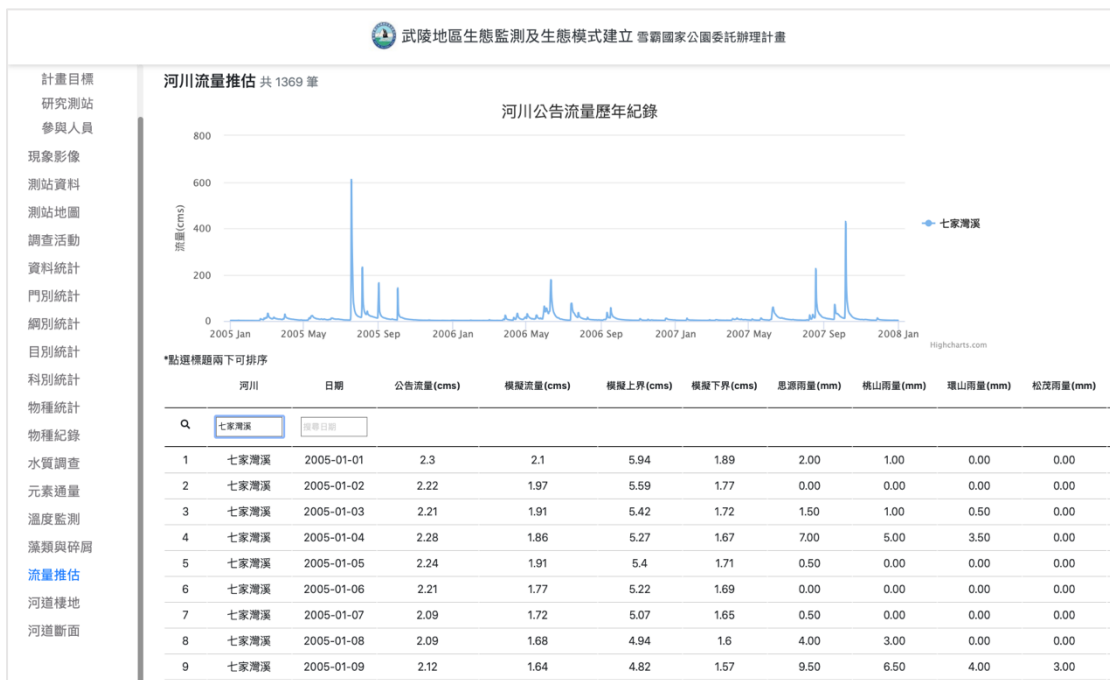 武陵地區生態監測及生態模式建立 雪霸國家公園委託辦理計畫
計畫目標
研究測站
參與人員
現象影像
測站資料
測站地圖
調查活動
資料統計
門別統計
綱別統計
目別統計
科別統計
物種統計
物種紀錄
水質調查
元素通量
溫度監測
藻類與碎屑
流量推估
河道棲地
河道斷面
河川流量推估 共 1369 筆
河川公告流量歷年紀錄
流量(cms)
800
600
400
200
0
2005 Jan 2005 May 2005 Sep 2006 Jan 2006 May 2006 Sep 2007 Jan 2007 May 2007 Sep 2008 Jan
七家灣溪
Highcharts.com
*點選標題兩下可排序
河川 日期 公告流量(cms) 模擬流量(cms) 模擬上界(cms) 模擬下界(cms) 思源雨量(mm) 桃山雨量(mm) 環山雨量(mm) 松茂雨量(mm)
七家灣溪 搜尋日期
1 七家灣溪 2005-01-01 2.3 2.1 5.94 1.89 2.00 1.00 0.00 0.00
2 七家灣溪 2005-01-02 2.22 1.97 5.59 1.77 0.00 0.00 0.00 0.00
3 七家灣溪 2005-01-03 2.21 1.91 5.42 1.72 1.50 1.00 0.50 0.00
4 七家灣溪 2005-01-04 2.28 1.86 5.27 1.67 7.00 5.00 3.50 0.00
5 七家灣溪 2005-01-05 2.24 1.91 5.4 1.71 0.50 0.00 0.00 0.00
6 七家灣溪 2005-01-06 2.21 1.77 5.22 1.69 0.00 0.00 0.00 0.00
7 七家灣溪 2005-01-07 2.09 1.72 5.07 1.65 0.50 0.00 0.00 0.00
8 七家灣溪 2005-01-08 2.09 1.68 4.94 1.6 4.00 3.00 0.00 0.00
9 七家灣溪 2005-01-09 2.12 1.64 4.82 1.57 9.50 6.50 4.00 3.00